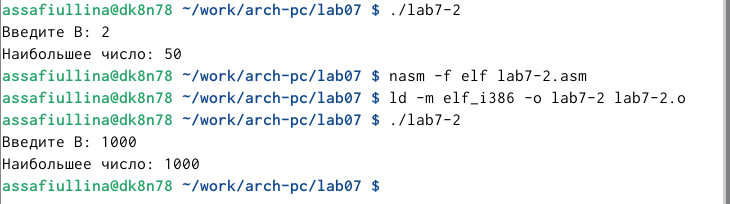 assafiullina@dk8n78 ~/work/arch-pc/lab07 $ ./lab7-2
Введите B: 2
Наибольшее число: 50
assafiullina@dk8n78 ~/work/arch-pc/lab07 $ nasm -f elf lab7-2.asm
assafiullina@dk8n78 ~/work/arch-pc/lab07 $ ld -m elf_i386 -o lab7-2 lab7-2.o
assafiullina@dk8n78 ~/work/arch-pc/lab07 $ ./lab7-2
Введите B: 1000
Наибольшее число: 1000
assafiullina@dk8n78 ~/work/arch-pc/lab07 $